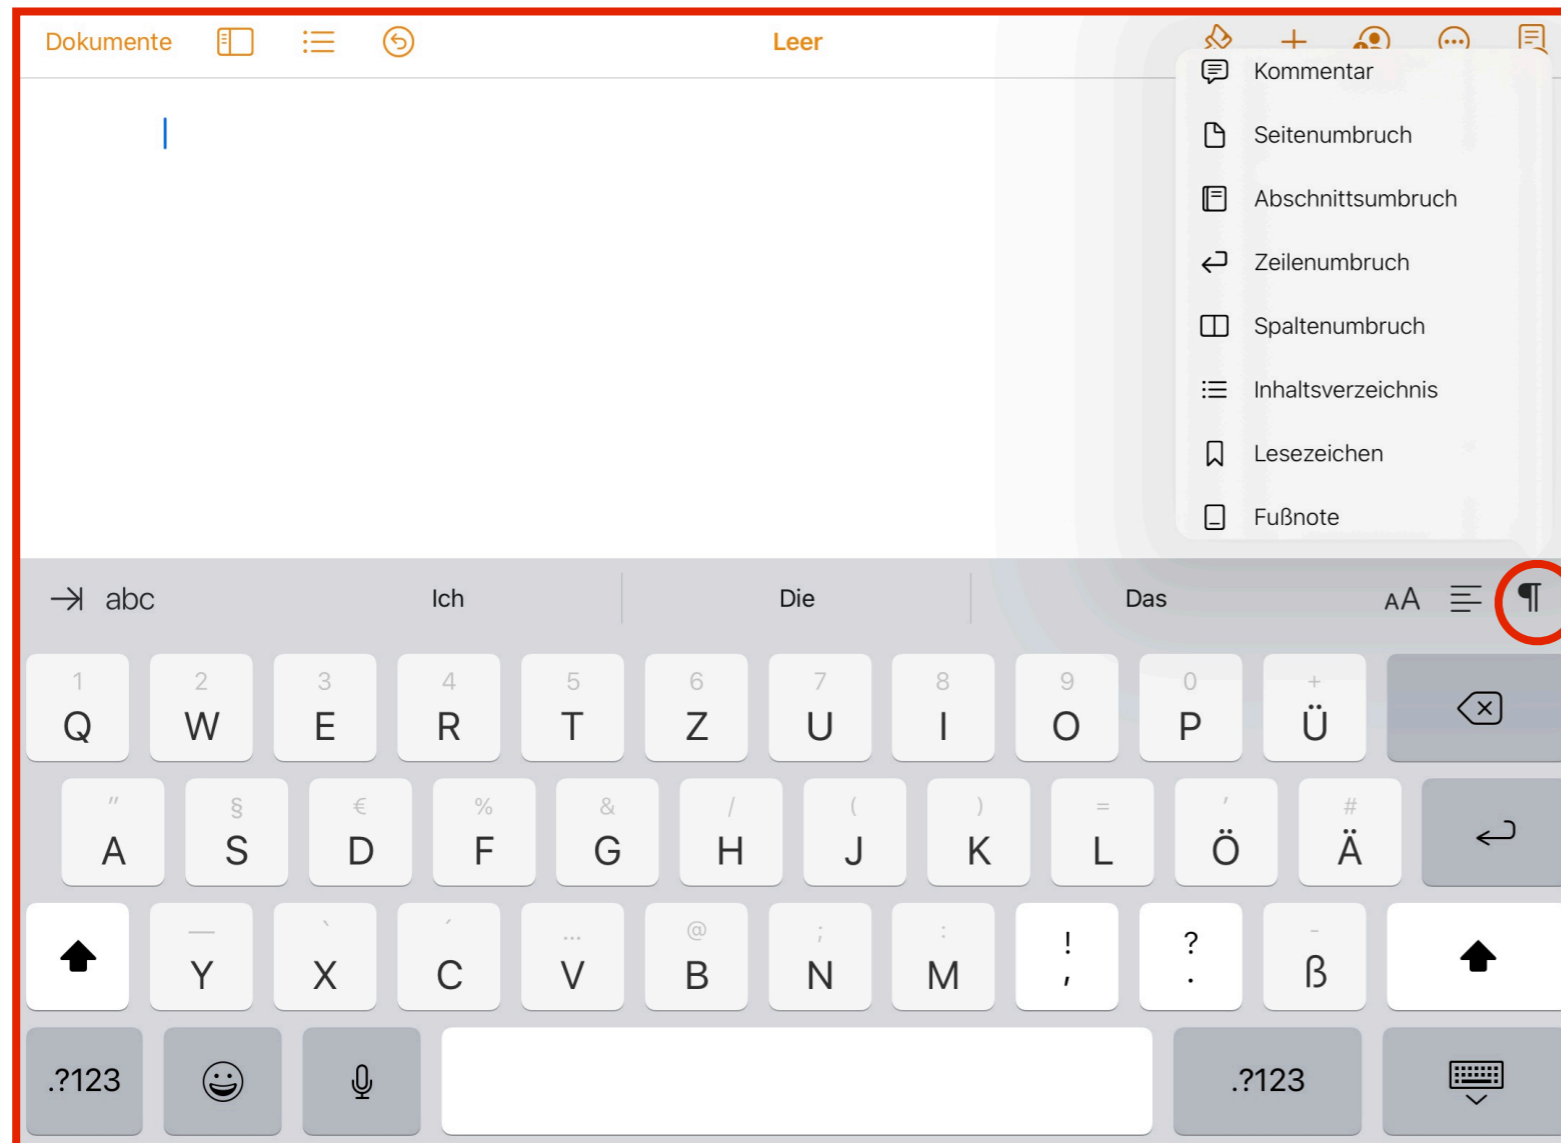 Dokumente Leer
Kommentar
Seitenumbruch
Abschnittsumbruch
Zeilenumbruch
Spaltenumbruch
Inhaltsverzeichnis
Lesezeichen
Fußnote
abc Ich Die Das AA ¶
1 2 3 4 5 6 7 8 9 0 +
Q W E R T Z U I O P Ü
" § € % & / ( ) = ' #
A S D F G H J K L Ö Ä
— ` ´ ... @ ; : ! ? -
Y X C V B N M , . ß
.?123 .?123